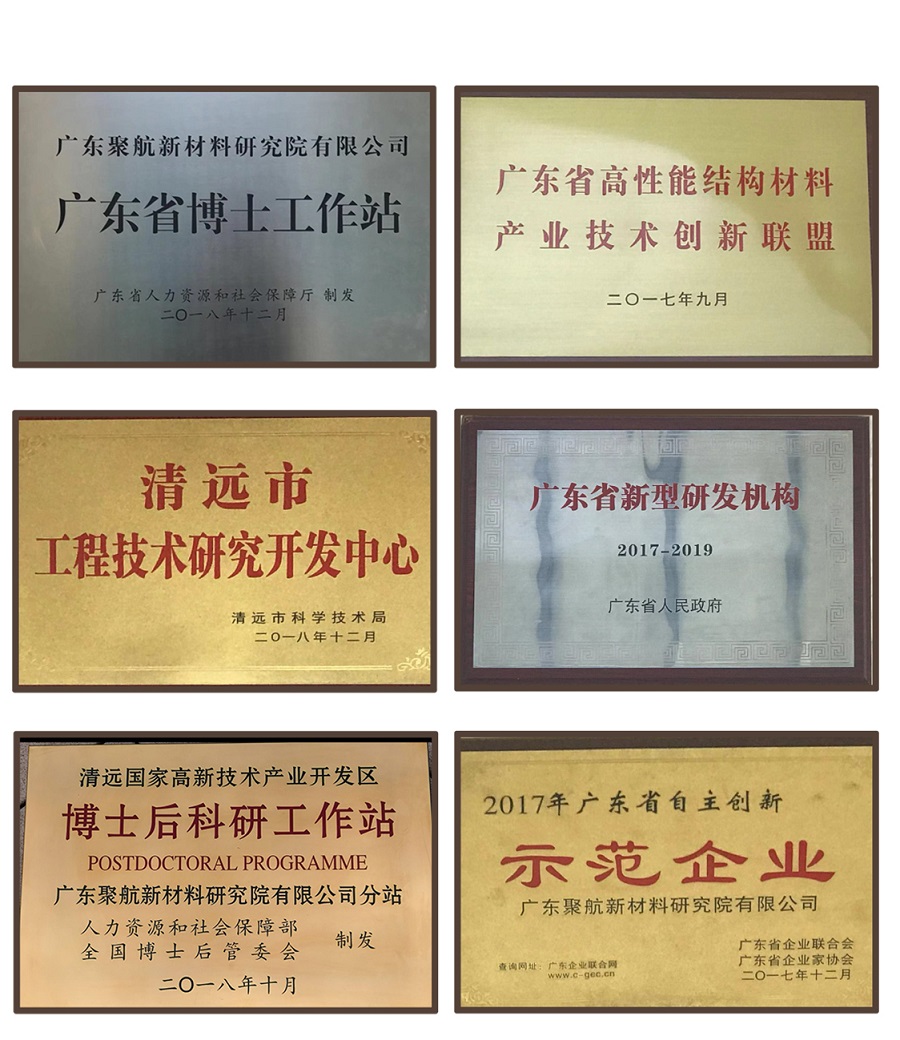 广东聚航新材料研究院有限公司
广东省博士工作站
广东省人力资源和社会保障厅 制发
二〇一八年十二月
广东省高性能结构材料
产业技术创新联盟
二〇一七年九月
清远市
工程技术研究开发中心
清远市科学技术局
二〇一八年十二月
广东省新型研发机构
2017-2019
广东省人民政府
清远国家高新技术产业开发区
博士后科研工作站
POSTDOCTORAL PROGRAMME
广东聚航新材料研究院有限公司分站
人力资源和社会保障部
全国博士后管委会
制发
二〇一八年十月
2017年广东省自主创新
示范企业
广东聚航新材料研究院有限公司
广东省企业联合会
广东省企业家协会
二〇一七年十二月
查询网址：广东企业联合网
www.c-gec.cn